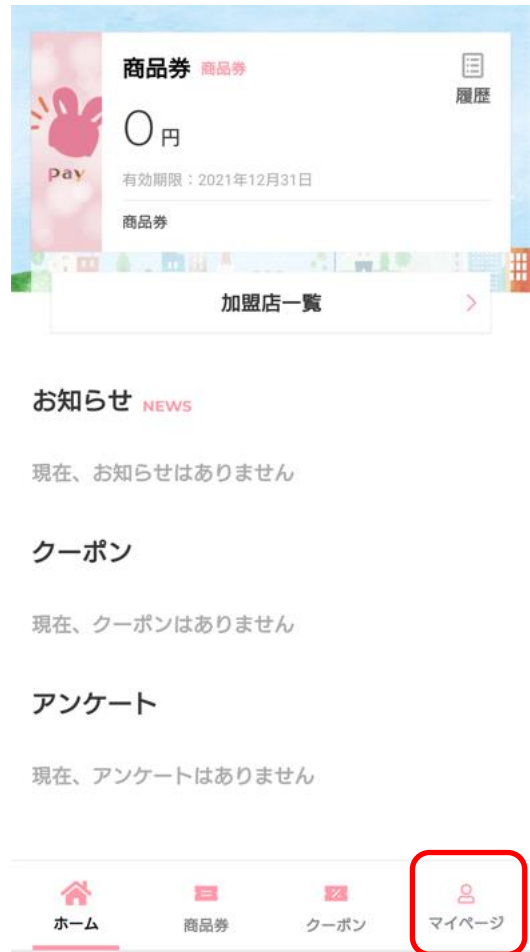 商品券 商品券
履歴
0円
pay
有効期限：2021年12月31日
商品券
加盟店一覧
お知らせ NEWS
現在、お知らせはありません
クーポン
現在、クーポンはありません
アンケート
現在、アンケートはありません
ホーム 商品券 クーポン マイページ